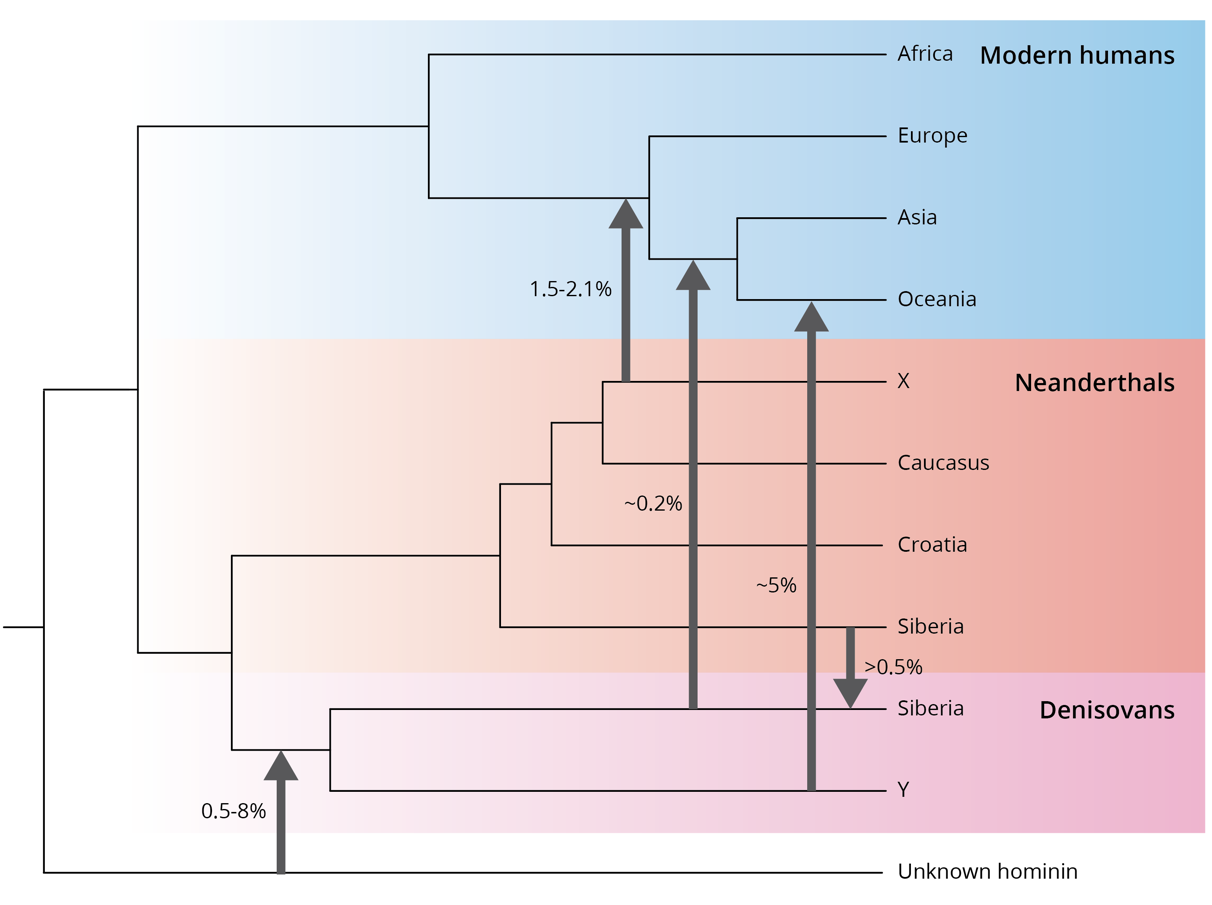 Africa Modern humans
Europe
Asia
Oceania
1.5-2.1%
X Neanderthals
Caucasus
~0.2%
Croatia
~5%
Siberia
>0.5%
Siberia Denisovans
Y
0.5-8%
Unknown hominin